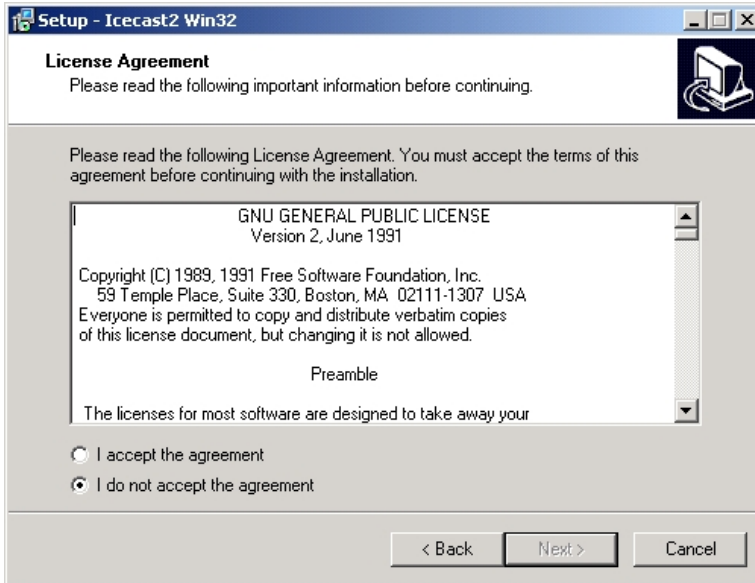 Setup - Icecast2 Win32
License Agreement
Please read the following important information before continuing.
Please read the following License Agreement. You must accept the terms of this
agreement before continuing with the installation.
GNU GENERAL PUBLIC LICENSE
Version 2, June 1991
Copyright (C) 1989, 1991 Free Software Foundation, Inc.
59 Temple Place, Suite 330, Boston, MA  02111-1307  USA
Everyone is permitted to copy and distribute verbatim copies
of this license document, but changing it is not allowed.
Preamble
The licenses for most software are designed to take away your
I accept the agreement
I do not accept the agreement
< Back
Next >
Cancel